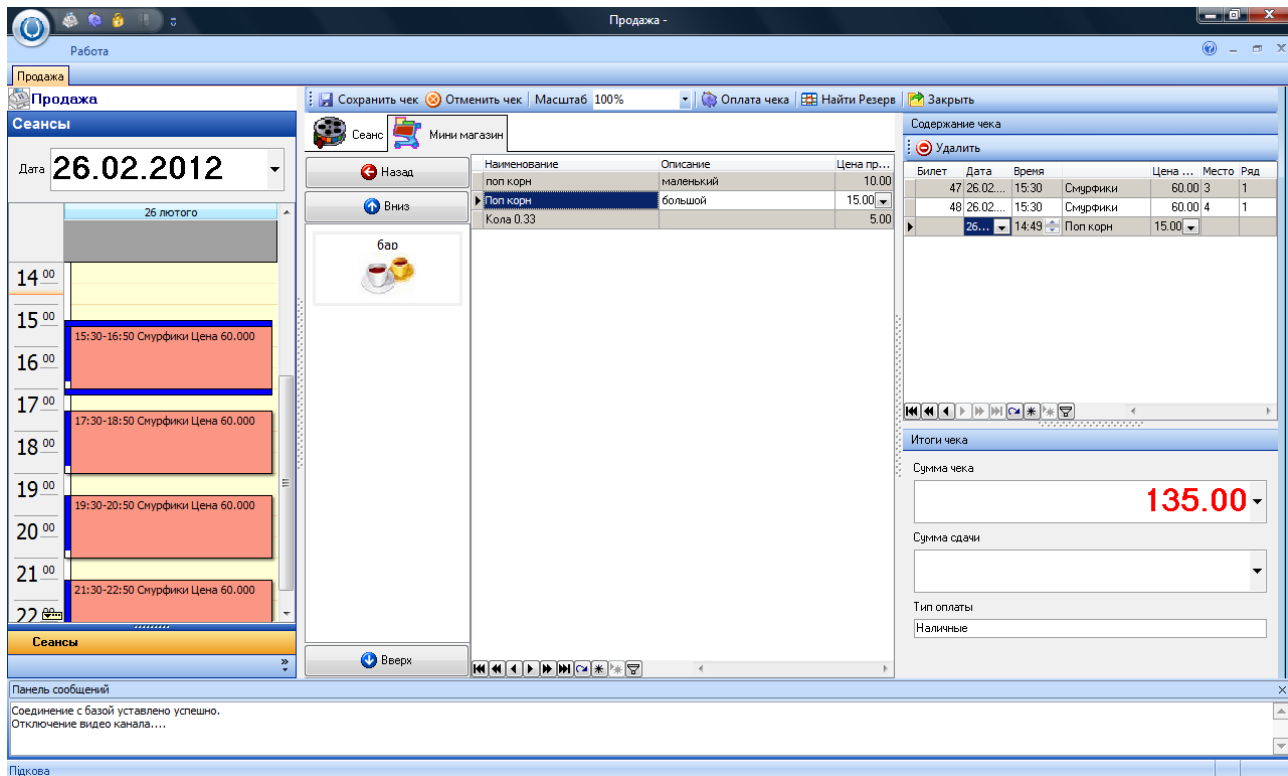 Продажа -
Работа
Продажа
Продажа
Сеансы
Дата 26.02.2012
26 лютого
14 00
15 00
16 00
17 00
18 00
19 00
20 00
21 00
22
15:30-16:50 Смурфики Цена 60.000
17:30-18:50 Смурфики Цена 60.000
19:30-20:50 Смурфики Цена 60.000
21:30-22:50 Смурфики Цена 60.000
Сеансы
Сохранить чек Отменить чек Масштаб 100% Оплата чека Найти Резерв Закрыть
Сеанс Мини магазин
Назад
Вниз
бар
Вверх
Наименование Описание Цена пр...
поп корн маленький 10.00
Поп корн большой 15.00
Кола 0.33 5.00
Содержание чека
Удалить
Билет Дата Время Цена ... Место Ряд
47 26.02.... 15:30 Смурфики 60.00 3 1
48 26.02.... 15:30 Смурфики 60.00 4 1
26... 14:49 Поп корн 15.00
Итоги чека
Сумма чека
135.00
Сумма сдачи
Тип оплаты
Наличные
Панель сообщений
Соединение с базой уставлено успешно.
Отключение видео канала....
Підкова